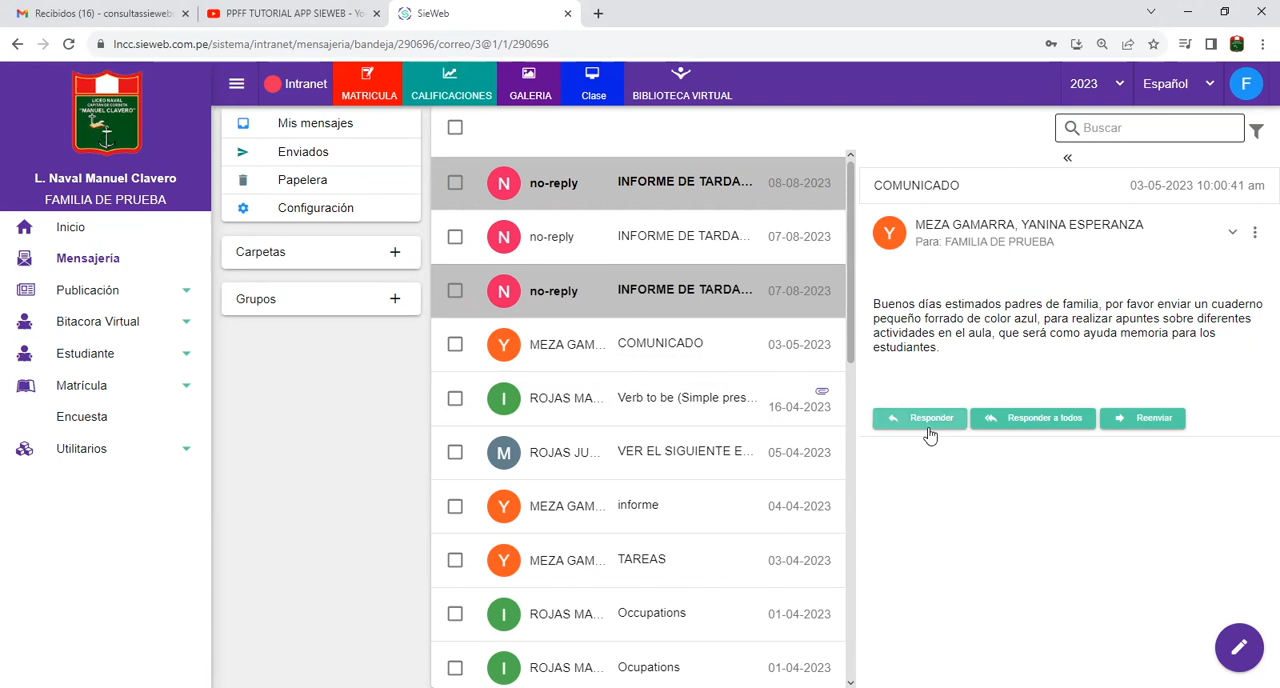 Recibidos (16) - consultassieweb
PPFF TUTORIAL APP SIEWEB - Yo
SieWeb
lncc.sieweb.com.pe/sistema/intranet/mensajeria/bandeja/290696/correo/3@1/1/290696
LICEO NAVAL
"MANUEL CLAVERO"
L. Naval Manuel Clavero
FAMILIA DE PRUEBA
Intranet
MATRICULA
CALIFICACIONES
GALERIA
Clase
BIBLIOTECA VIRTUAL
2023
Español
F
Inicio
Mensajería
Publicación
Bitacora Virtual
Estudiante
Matrícula
Encuesta
Utilitarios
Mis mensajes
Enviados
Papelera
Configuración
Carpetas +
Grupos +
N no-reply INFORME DE TARDA... 08-08-2023
N no-reply INFORME DE TARDA... 07-08-2023
N no-reply INFORME DE TARDA... 07-08-2023
Y MEZA GAM... COMUNICADO 03-05-2023
I ROJAS MA... Verb to be (Simple pres... 16-04-2023
M ROJAS JU... VER EL SIGUIENTE E... 05-04-2023
Y MEZA GAM... informe 04-04-2023
Y MEZA GAM... TAREAS 03-04-2023
I ROJAS MA... Occupations 01-04-2023
I ROJAS MA... Ocupations 01-04-2023
Buscar
«
COMUNICADO 03-05-2023 10:00:41 am
Y MEZA GAMARRA, YANINA ESPERANZA
Para: FAMILIA DE PRUEBA
Buenos días estimados padres de familia, por favor enviar un cuaderno
pequeño forrado de color azul, para realizar apuntes sobre diferentes
actividades en el aula, que será como ayuda memoria para los
estudiantes.
Responder Responder a todos Reenviar